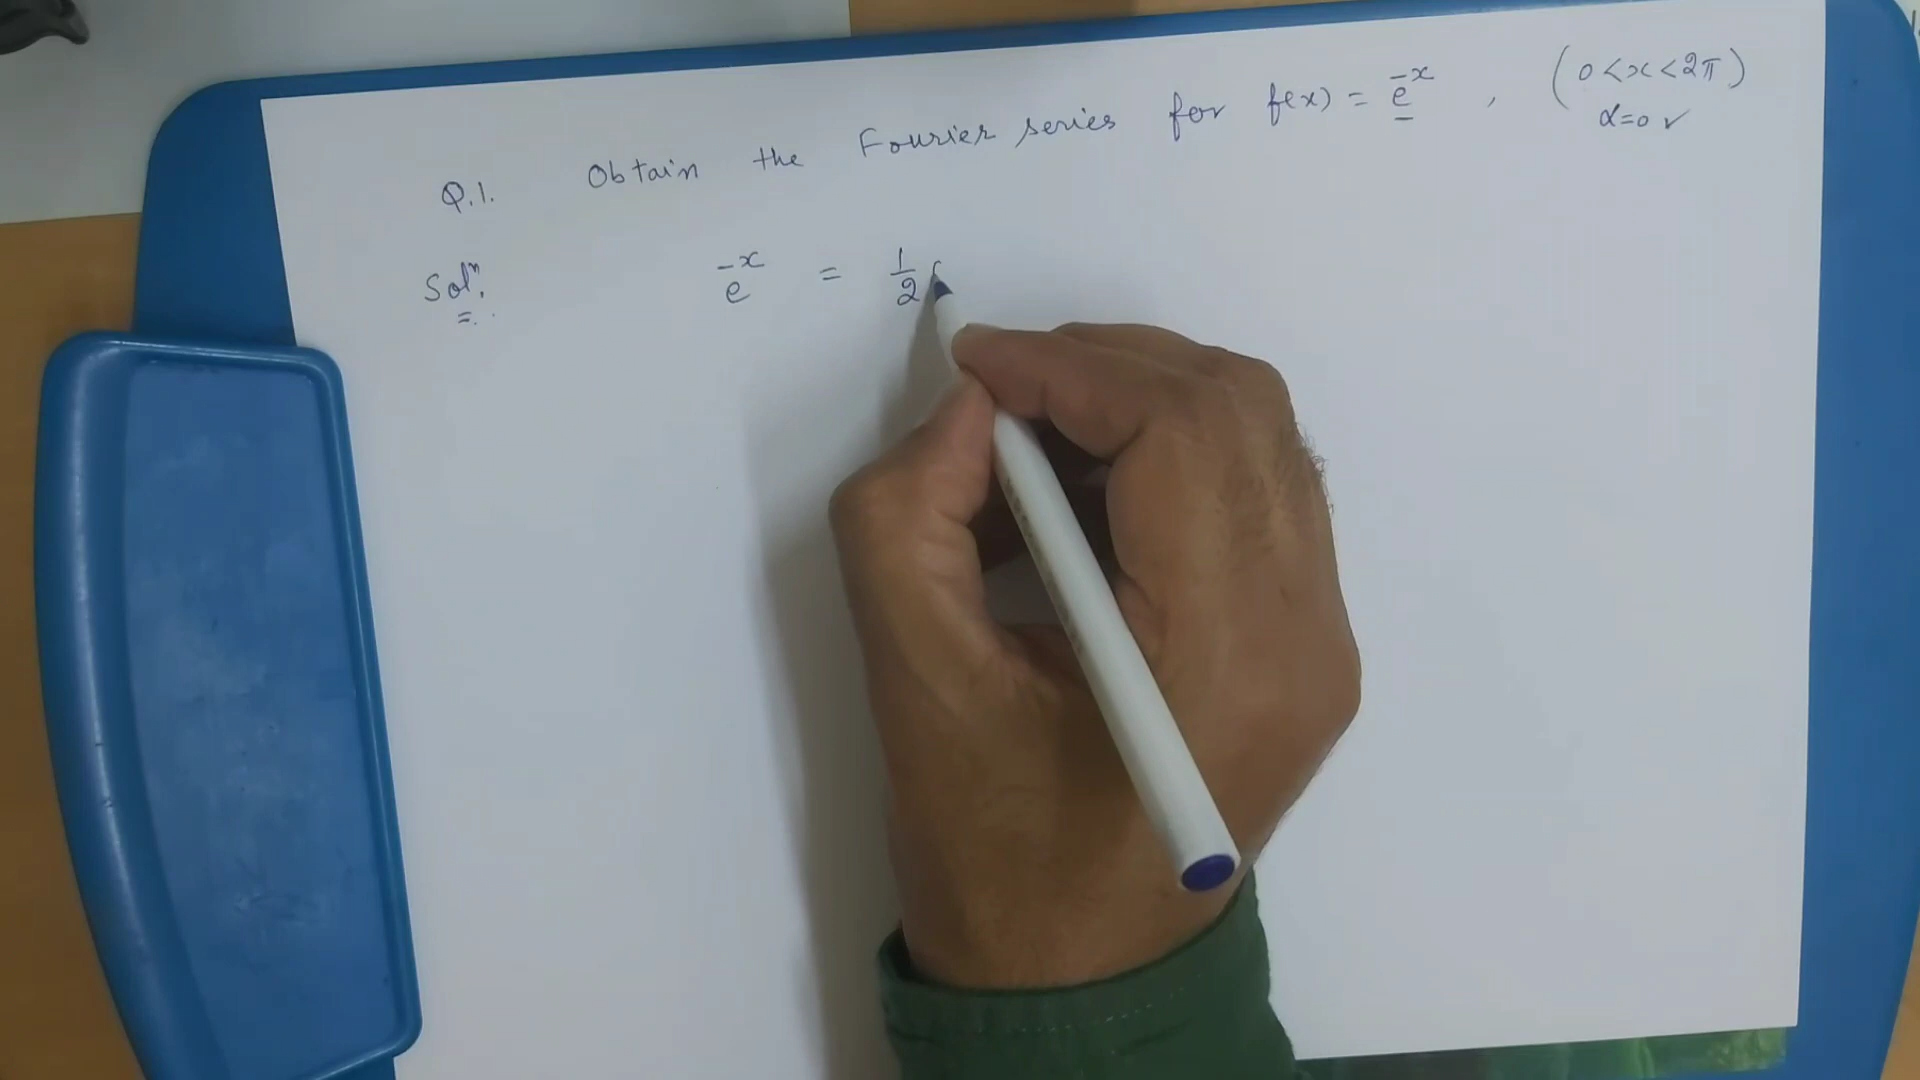 Q.1. Obtain the Fourier series for f(x) = e^{-x} , (0<x<2π)
α=0 ✓
Solⁿ. e^{-x} = 1/2